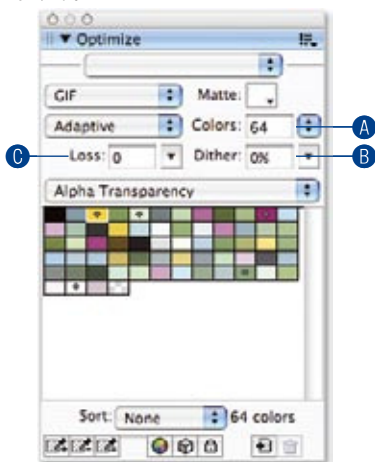 Optimize
GIF Matte:
Adaptive Colors: 64 A
C Loss: 0 Dither: 0% B
Alpha Transparency
Sort: None 64 colors